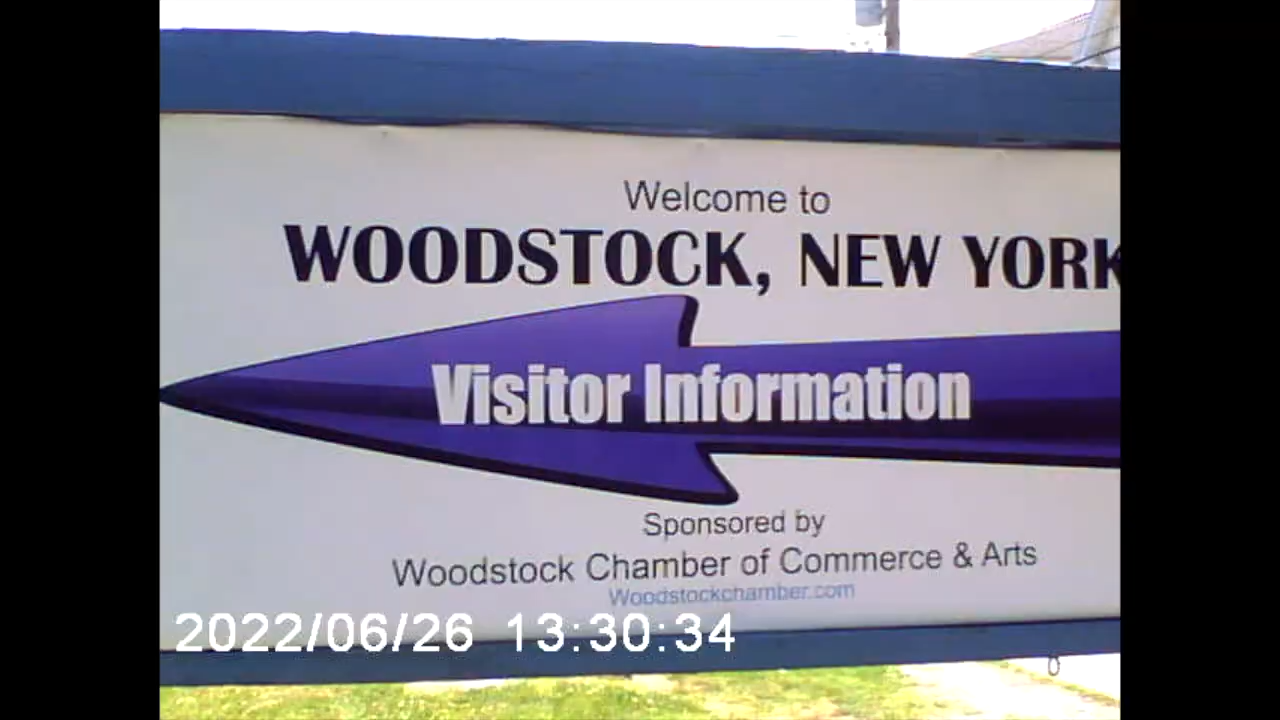 Welcome to
WOODSTOCK, NEW YORK
Visitor Information
Sponsored by
Woodstock Chamber of Commerce & Arts
Woodstockchamber.com
2022/06/26 13:30:34